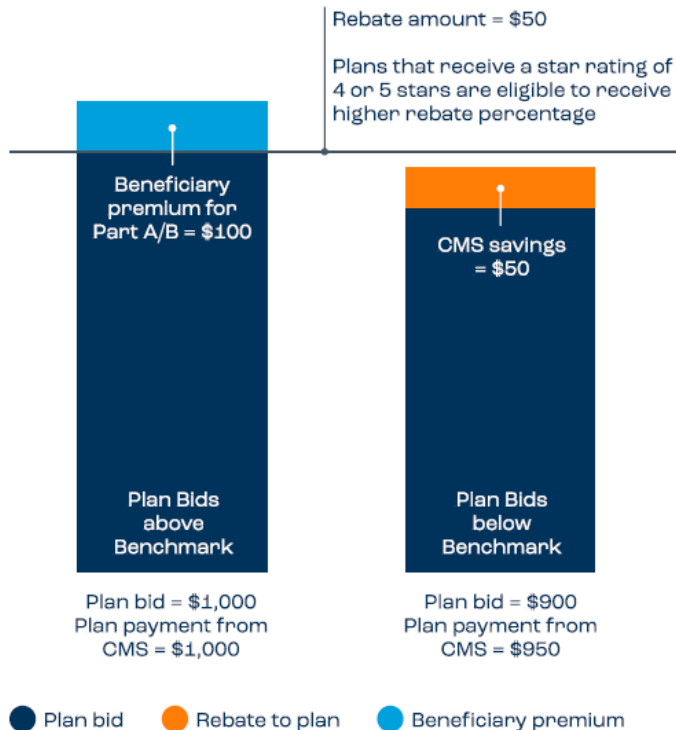 Rebate amount = $50
Plans that receive a star rating of
4 or 5 stars are eligible to receive
higher rebate percentage
Beneficiary
premium for
Part A/B = $100
CMS savings
= $50
Plan Bids
above
Benchmark
Plan Bids
below
Benchmark
Plan bid = $1,000
Plan payment from
CMS = $1,000
Plan bid = $900
Plan payment from
CMS = $950
Plan bid
Rebate to plan
Beneficiary premium